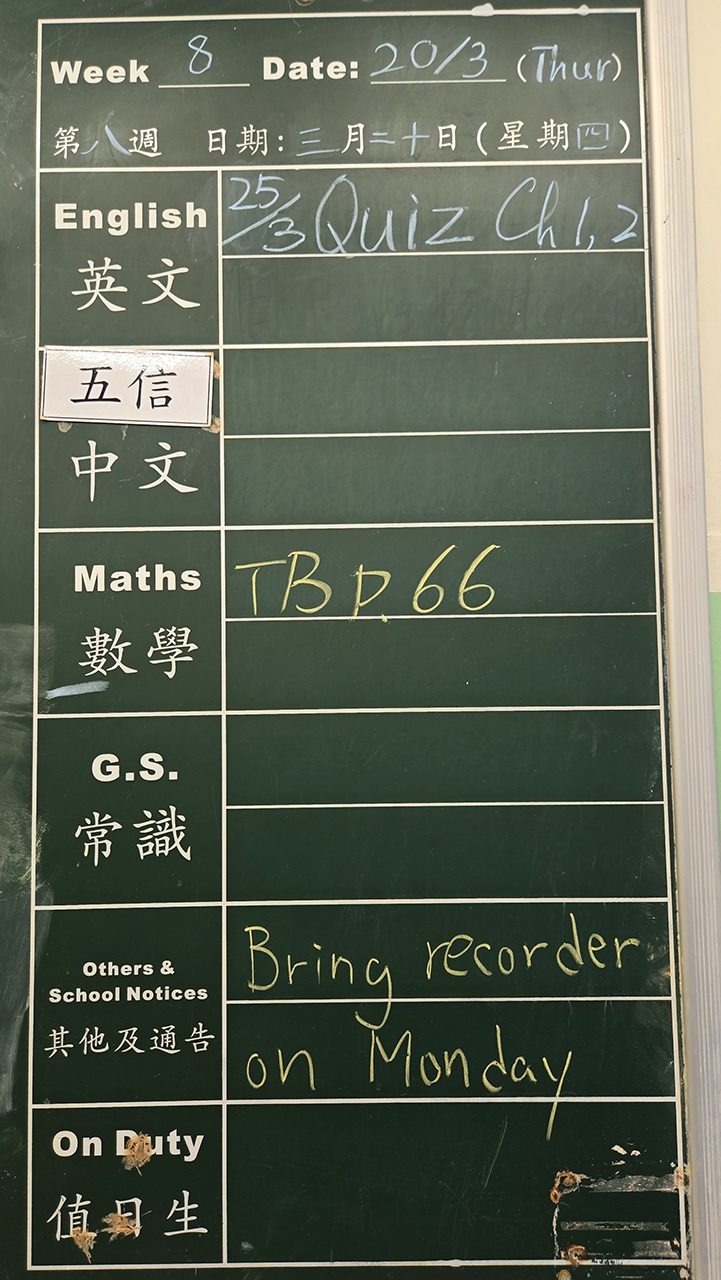 Week 8 Date: 20/3 (Thur)
第八週 日期:三月二十日(星期四)
English 25/3 Quiz Ch 1, 2
英文
五信
中文
Maths TB P. 66
數學
G.S.
常識
Others &
School Notices
其他及通告
Bring recorder
on Monday
On Duty
值日生